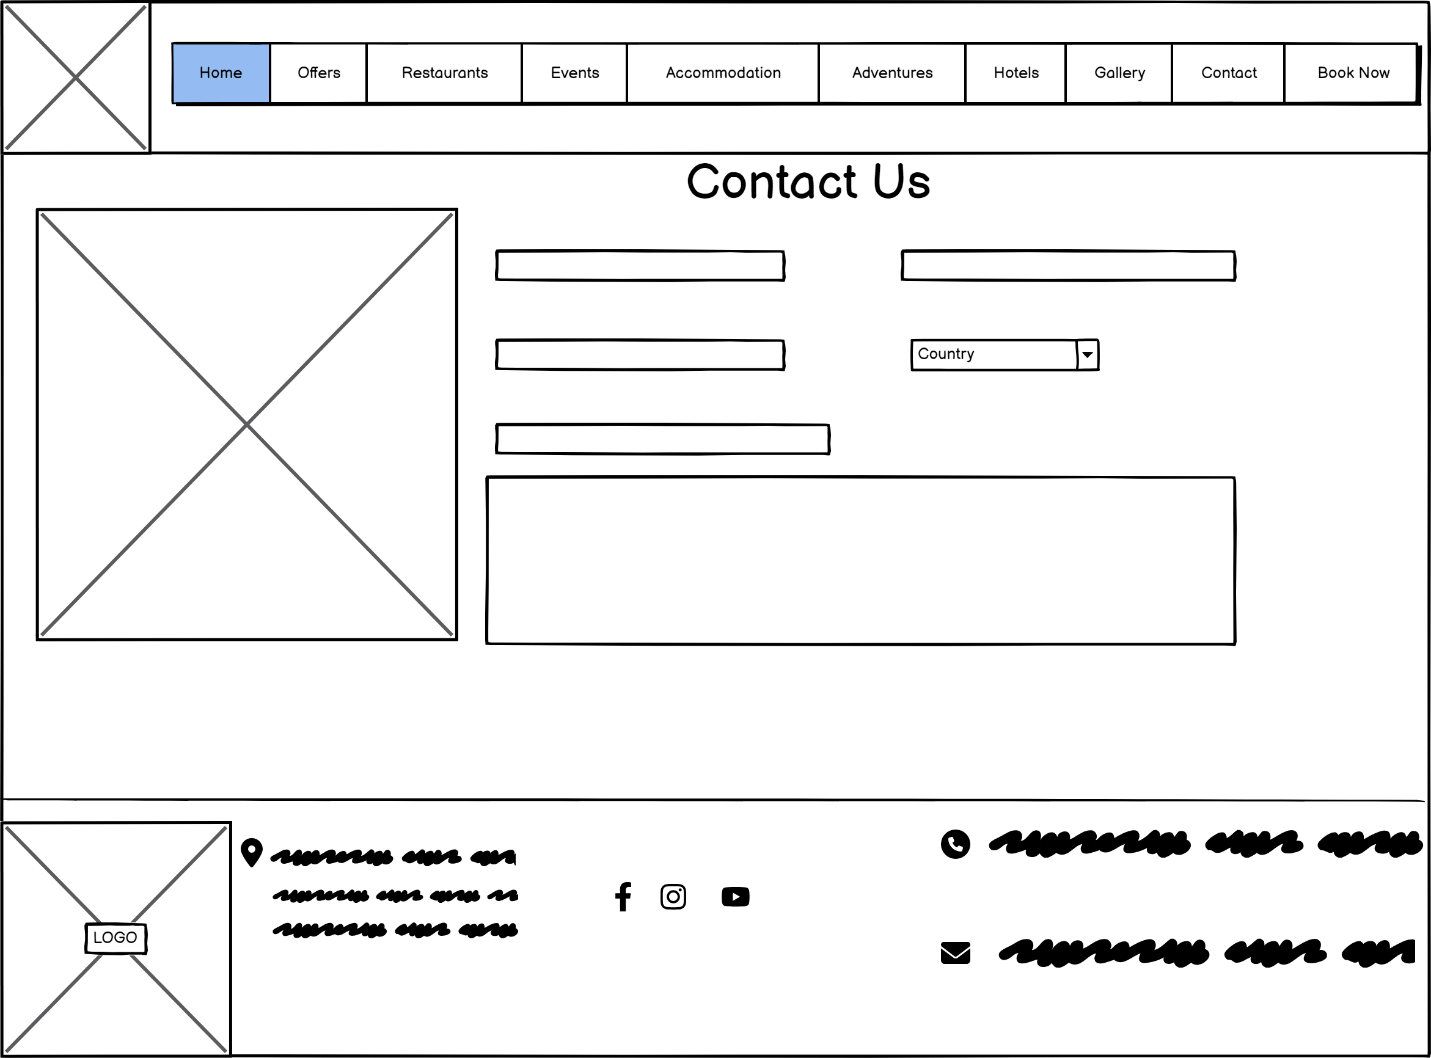 Home Offers Restaurants Events Accommodation Adventures Hotels Gallery Contact Book Now
Contact Us
Country
LOGO